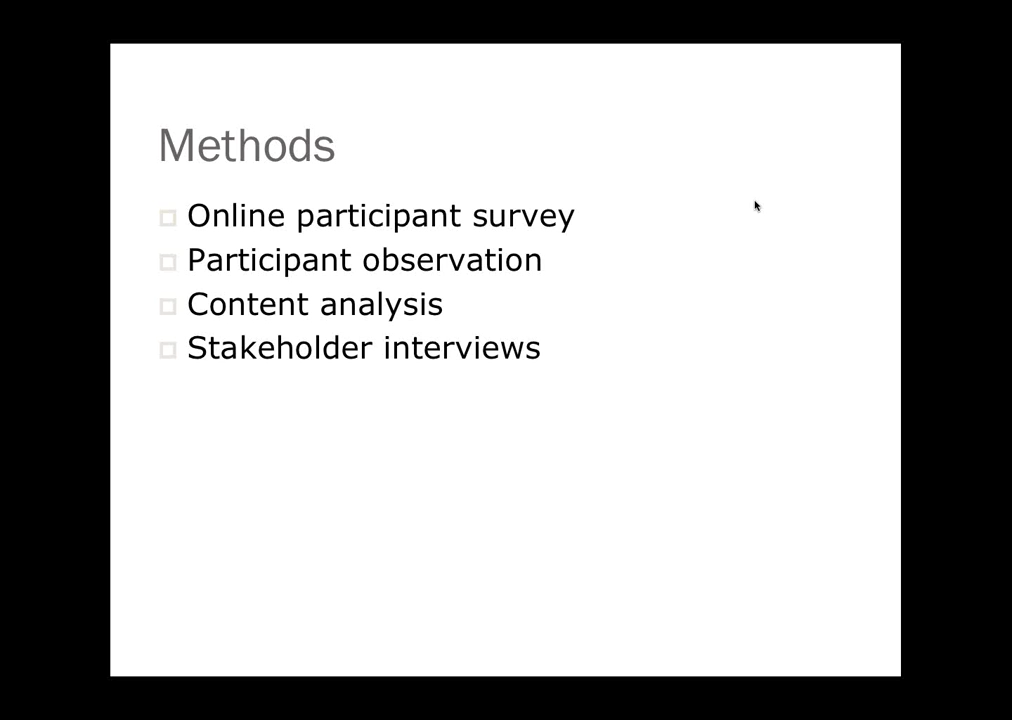 Methods
Online participant survey
Participant observation
Content analysis
Stakeholder interviews